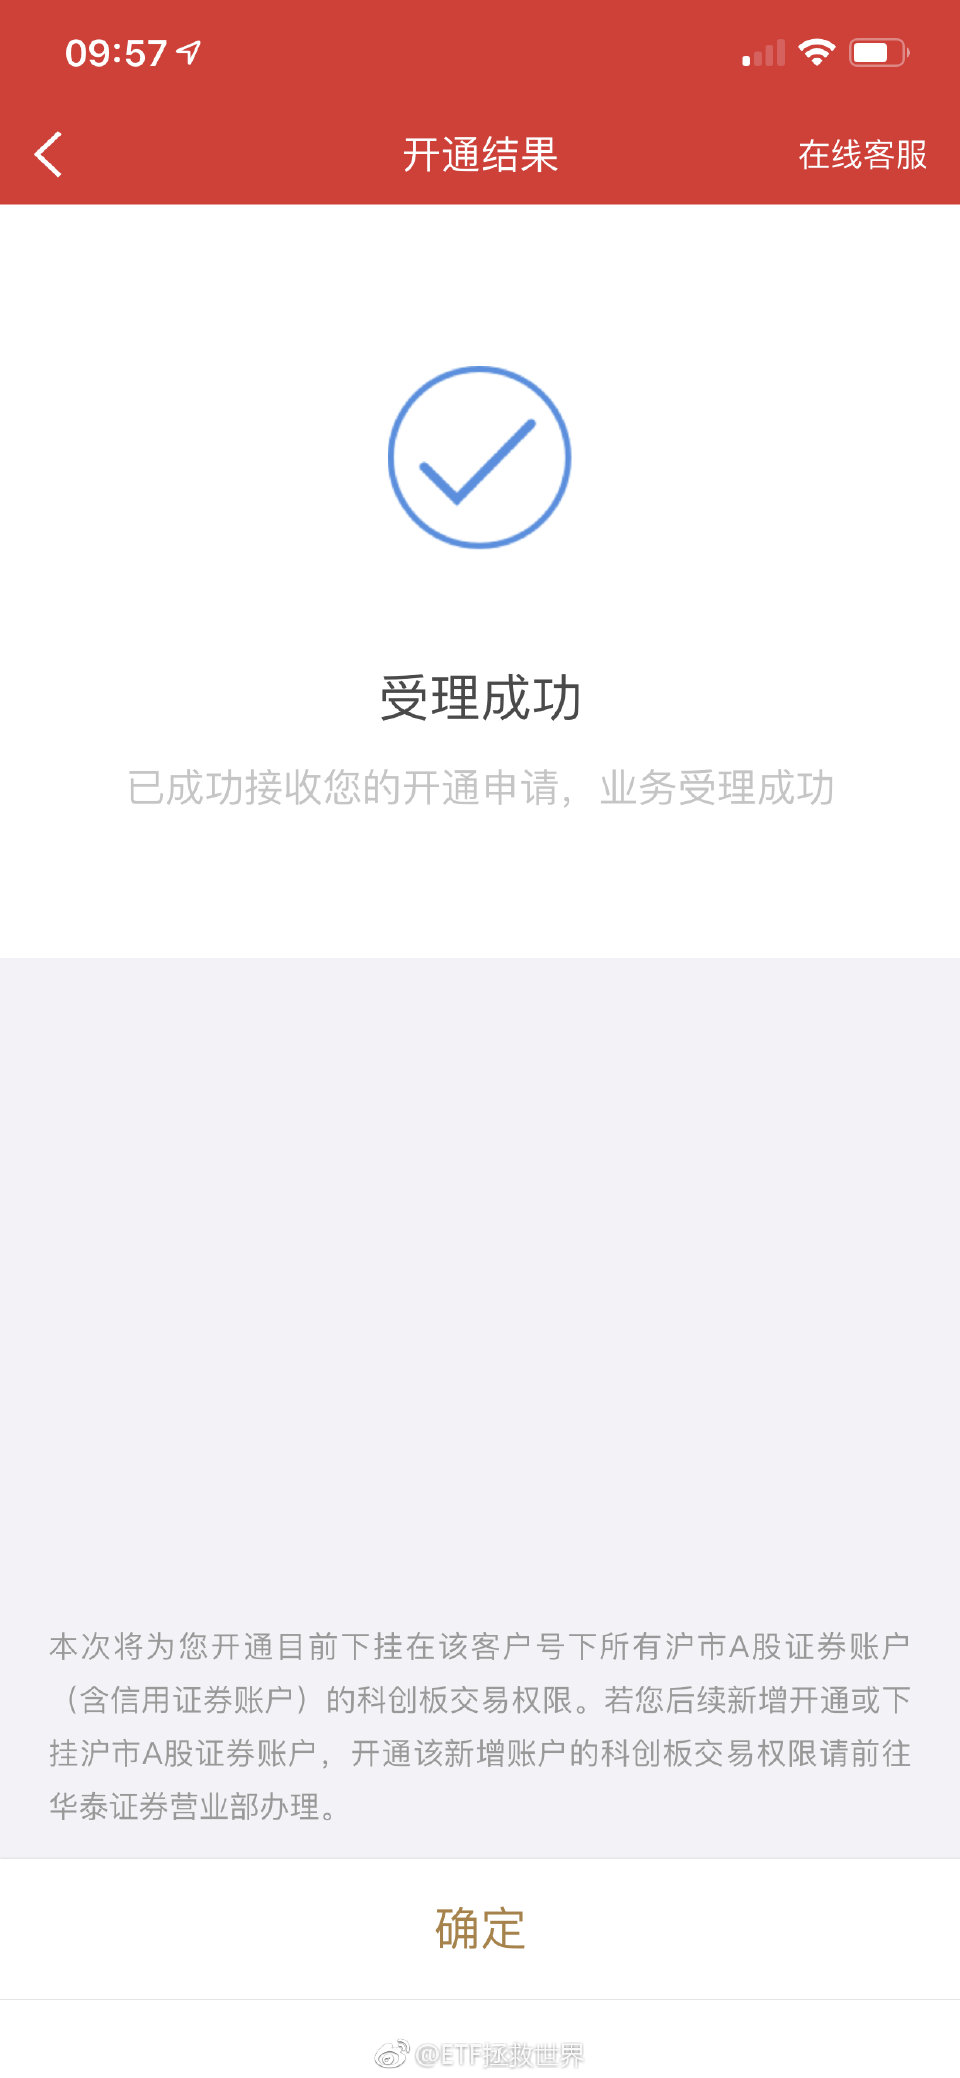 09:57
开通结果
在线客服
受理成功
已成功接收您的开通申请，业务受理成功
本次将为您开通目前下挂在该客户号下所有沪市A股证券账户
（含信用证券账户）的科创板交易权限。若您后续新增开通或下
挂沪市A股证券账户，开通该新增账户的科创板交易权限请前往
华泰证券营业部办理。
确定
@ETF拯救世界